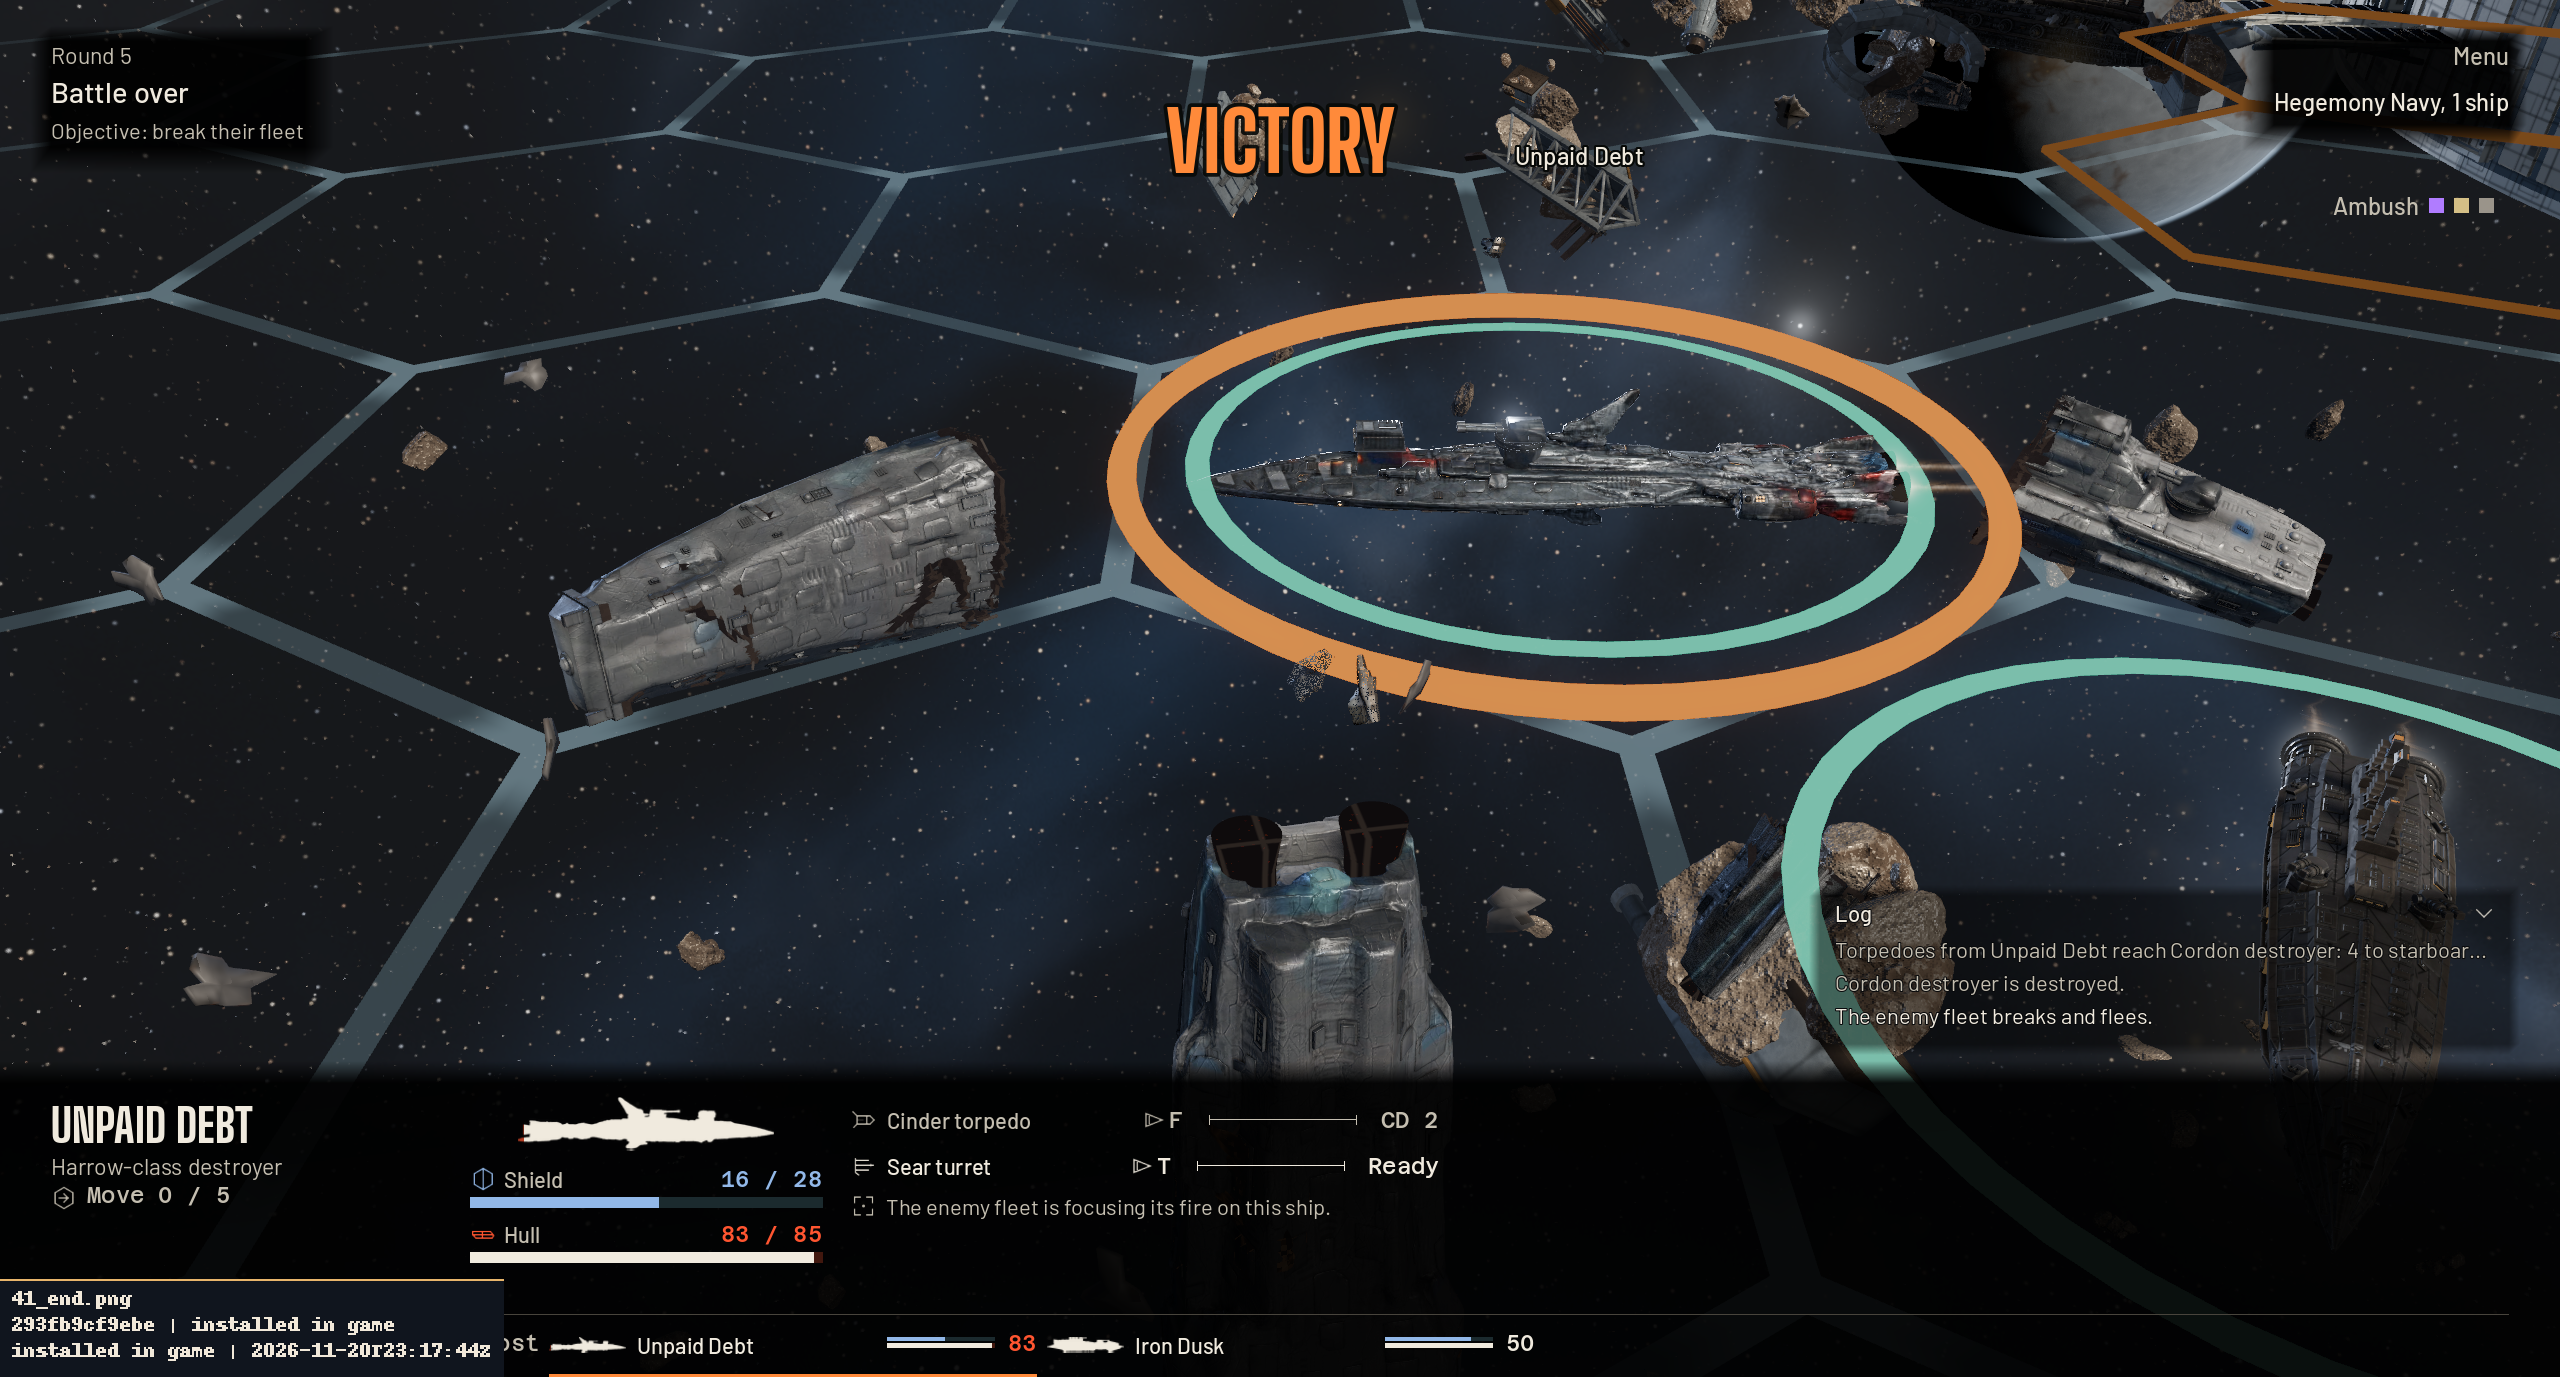 Round 5
Battle over
Objective: break their fleet
VICTORY
Unpaid Debt
Menu
Hegemony Navy, 1 ship
Ambush
Log
Torpedoes from Unpaid Debt reach Cordon destroyer: 4 to starboar...
Cordon destroyer is destroyed.
The enemy fleet breaks and flees.
UNPAID DEBT
Harrow-class destroyer
Move 0 / 5
Shield 16 / 28
Hull 83 / 85
Cinder torpedo F CD 2
Sear turret T Ready
The enemy fleet is focusing its fire on this ship.
41_end.png
293fb9cf9ebe | installed in game
installed in game | 2026-11-20T23:17:44Z
Unpaid Debt 83 Iron Dusk 50